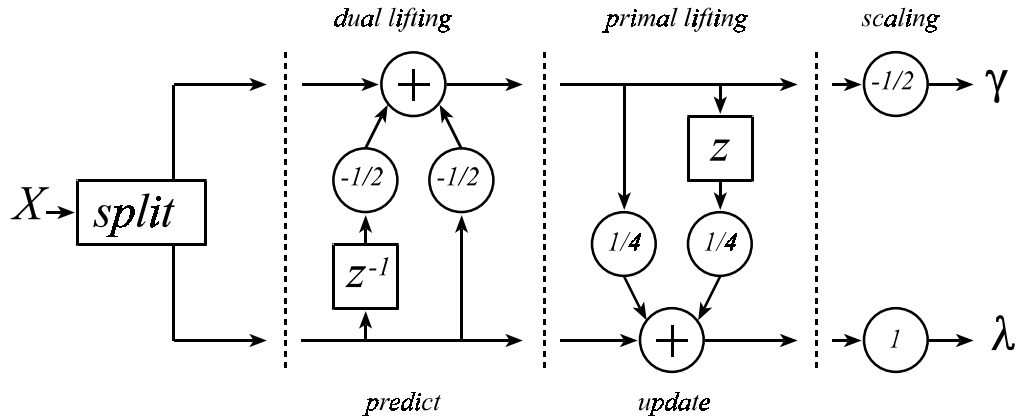 dual lifting
primal lifting
scaling
+
-1/2
γ
-1/2
-1/2
z
X
split
1/4
1/4
z-1
+
1
λ
predict
update